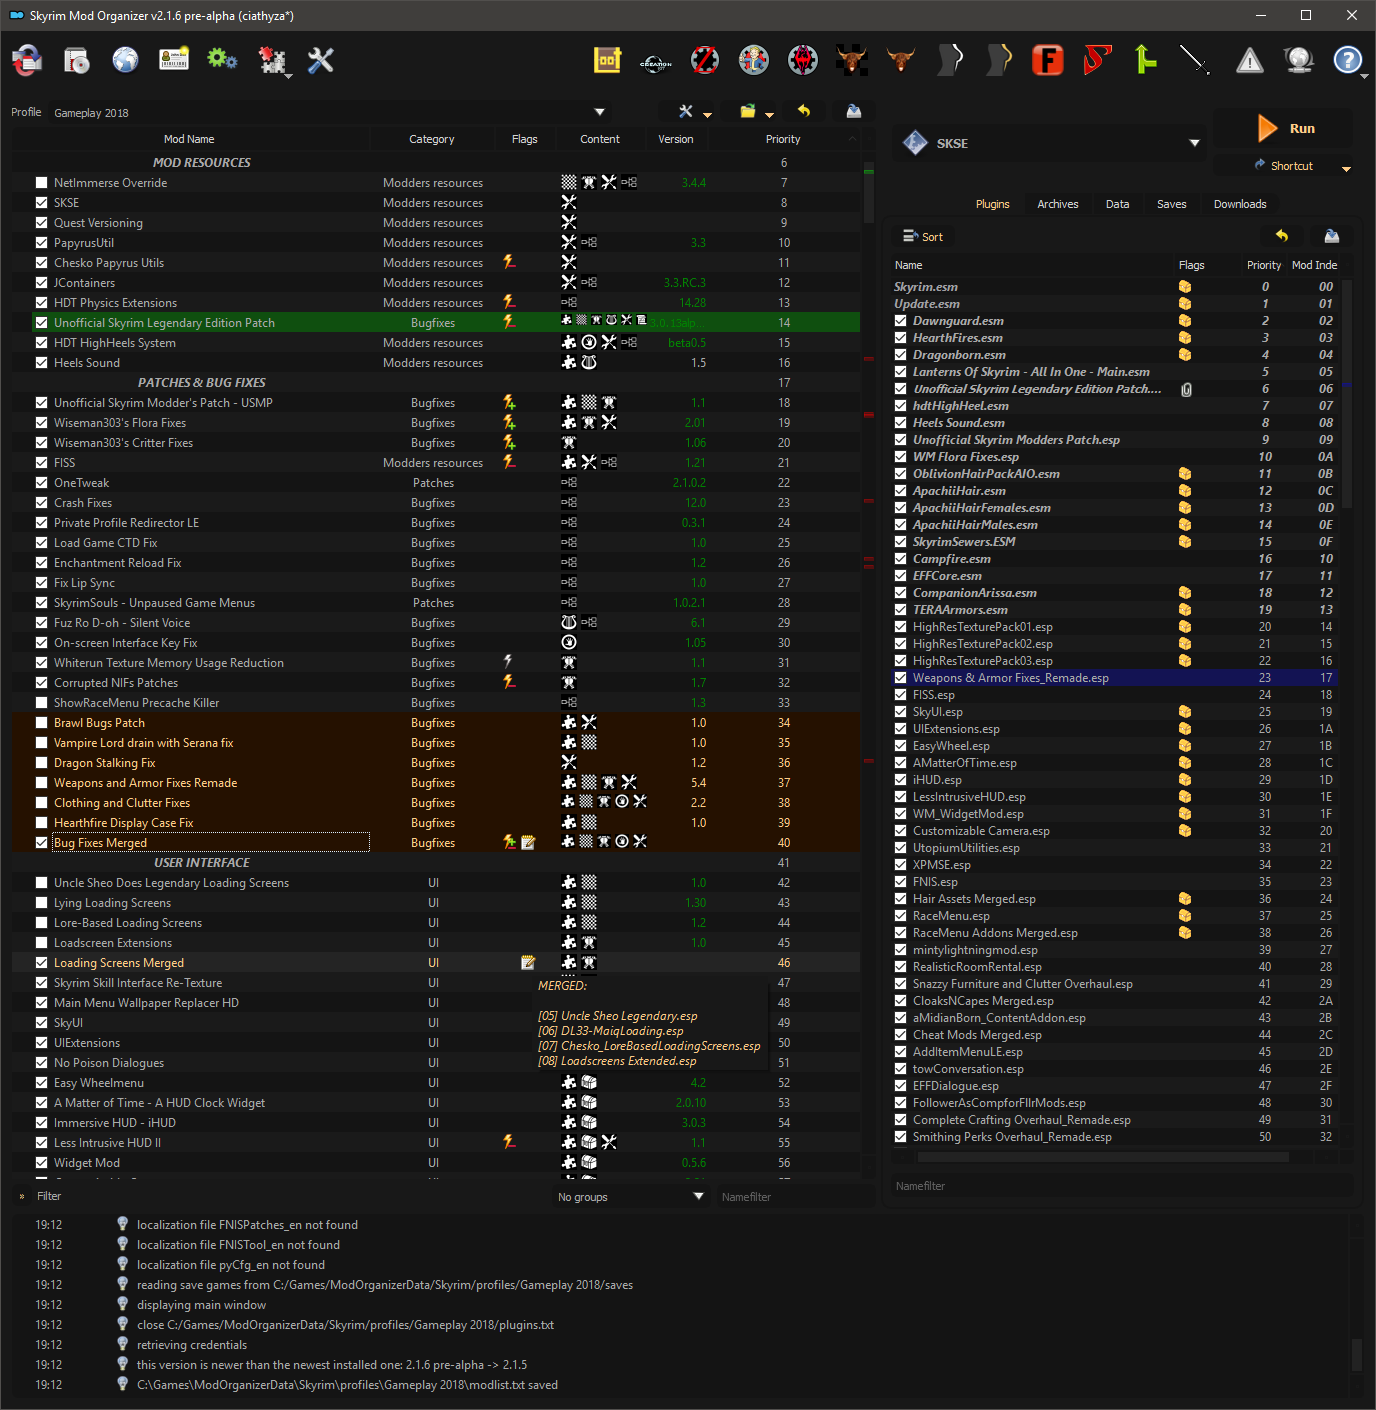 Skyrim Mod Organizer v2.1.6 pre-alpha (ciathyza*)
CREATION
Profile Gameplay 2018
Mod Name Category Flags Content Version Priority
MOD RESOURCES 6
NetImmerse Override Modders resources 3.4.4 7
SKSE Modders resources 8
Quest Versioning Modders resources 9
PapyrusUtil Modders resources 3.3 10
Chesko Papyrus Utils Modders resources 11
JContainers Modders resources 3.3.RC.3 12
HDT Physics Extensions Modders resources 14.28 13
Unofficial Skyrim Legendary Edition Patch Bugfixes 3.0.13alp... 14
HDT HighHeels System Modders resources beta0.5 15
Heels Sound Modders resources 1.5 16
PATCHES & BUG FIXES 17
Unofficial Skyrim Modder's Patch - USMP Bugfixes 1.1 18
Wiseman303's Flora Fixes Bugfixes 2.01 19
Wiseman303's Critter Fixes Bugfixes 1.06 20
FISS Modders resources 1.21 21
OneTweak Patches 2.1.0.2 22
Crash Fixes Bugfixes 12.0 23
Private Profile Redirector LE Bugfixes 0.3.1 24
Load Game CTD Fix Bugfixes 1.0 25
Enchantment Reload Fix Bugfixes 1.2 26
Fix Lip Sync Bugfixes 1.0 27
SkyrimSouls - Unpaused Game Menus Patches 1.0.2.1 28
Fuz Ro D-oh - Silent Voice Bugfixes 6.1 29
On-screen Interface Key Fix Bugfixes 1.05 30
Whiterun Texture Memory Usage Reduction Bugfixes 1.1 31
Corrupted NIFs Patches Bugfixes 1.7 32
ShowRaceMenu Precache Killer Bugfixes 1.3 33
Brawl Bugs Patch Bugfixes 1.0 34
Vampire Lord drain with Serana fix Bugfixes 1.0 35
Dragon Stalking Fix Bugfixes 1.2 36
Weapons and Armor Fixes Remade Bugfixes 5.4 37
Clothing and Clutter Fixes Bugfixes 2.2 38
Hearthfire Display Case Fix Bugfixes 1.0 39
Bug Fixes Merged Bugfixes 40
USER INTERFACE 41
Uncle Sheo Does Legendary Loading Screens UI 1.0 42
Lying Loading Screens UI 1.30 43
Lore-Based Loading Screens UI 1.2 44
Loadscreen Extensions UI 1.0 45
Loading Screens Merged UI 46
Skyrim Skill Interface Re-Texture UI 47
Main Menu Wallpaper Replacer HD UI 48
SkyUI UI 49
UIExtensions UI 50
No Poison Dialogues UI 51
Easy Wheelmenu UI 4.2 52
A Matter of Time - A HUD Clock Widget UI 2.0.10 53
Immersive HUD - iHUD UI 3.0.3 54
Less Intrusive HUD II UI 1.1 55
Widget Mod UI 0.5.6 56
MERGED:
[05] Uncle Sheo Legendary.esp
[06] DL33-MaiqLoading.esp
[07] Chesko_LoreBasedLoadingScreens.esp
[08] Loadscreens Extended.esp
Filter No groups Namefilter
SKSE
Run
Shortcut
Plugins Archives Data Saves Downloads
Sort
Name Flags Priority Mod Inde
Skyrim.esm 0 00
Update.esm 1 01
Dawnguard.esm 2 02
HearthFires.esm 3 03
Dragonborn.esm 4 04
Lanterns Of Skyrim - All In One - Main.esm 5 05
Unofficial Skyrim Legendary Edition Patch.... 6 06
hdtHighHeel.esm 7 07
Heels Sound.esm 8 08
Unofficial Skyrim Modders Patch.esp 9 09
WM Flora Fixes.esp 10 0A
OblivionHairPackAIO.esm 11 0B
ApachiiHair.esm 12 0C
ApachiiHairFemales.esm 13 0D
ApachiiHairMales.esm 14 0E
SkyrimSewers.ESM 15 0F
Campfire.esm 16 10
EFFCore.esm 17 11
CompanionArissa.esm 18 12
TERAArmors.esm 19 13
HighResTexturePack01.esp 20 14
HighResTexturePack02.esp 21 15
HighResTexturePack03.esp 22 16
Weapons & Armor Fixes_Remade.esp 23 17
FISS.esp 24 18
SkyUI.esp 25 19
UIExtensions.esp 26 1A
EasyWheel.esp 27 1B
AMatterOfTime.esp 28 1C
iHUD.esp 29 1D
LessIntrusiveHUD.esp 30 1E
WM_WidgetMod.esp 31 1F
Customizable Camera.esp 32 20
UtopiumUtilities.esp 33 21
XPMSE.esp 34 22
FNIS.esp 35 23
Hair Assets Merged.esp 36 24
RaceMenu.esp 37 25
RaceMenu Addons Merged.esp 38 26
mintylightningmod.esp 39 27
RealisticRoomRental.esp 40 28
Snazzy Furniture and Clutter Overhaul.esp 41 29
CloaksNCapes Merged.esp 42 2A
aMidianBorn_ContentAddon.esp 43 2B
Cheat Mods Merged.esp 44 2C
AddItemMenuLE.esp 45 2D
towConversation.esp 46 2E
EFFDialogue.esp 47 2F
FollowerAsCompforFllrMods.esp 48 30
Complete Crafting Overhaul_Remade.esp 49 31
Smithing Perks Overhaul_Remade.esp 50 32
Namefilter
19:12 localization file FNISPatches_en not found
19:12 localization file FNISTool_en not found
19:12 localization file pyCfg_en not found
19:12 reading save games from C:/Games/ModOrganizerData/Skyrim/profiles/Gameplay 2018/saves
19:12 displaying main window
19:12 close C:/Games/ModOrganizerData/Skyrim/profiles/Gameplay 2018/plugins.txt
19:12 retrieving credentials
19:12 this version is newer than the newest installed one: 2.1.6 pre-alpha -> 2.1.5
19:12 C:\Games\ModOrganizerData\Skyrim\profiles\Gameplay 2018\modlist.txt saved